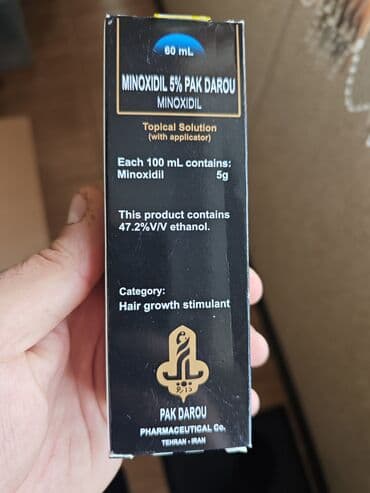 60 mL
MINOXIDIL 5% PAK DAROU
MINOXIDIL
Topical Solution
(with applicator)
Each 100 mL contains:
Minoxidil 5g
This product contains
47.2%V/V ethanol.
Category:
Hair growth stimulant
PAK DAROU
PHARMACEUTICAL Co.
TEHRAN - IRAN